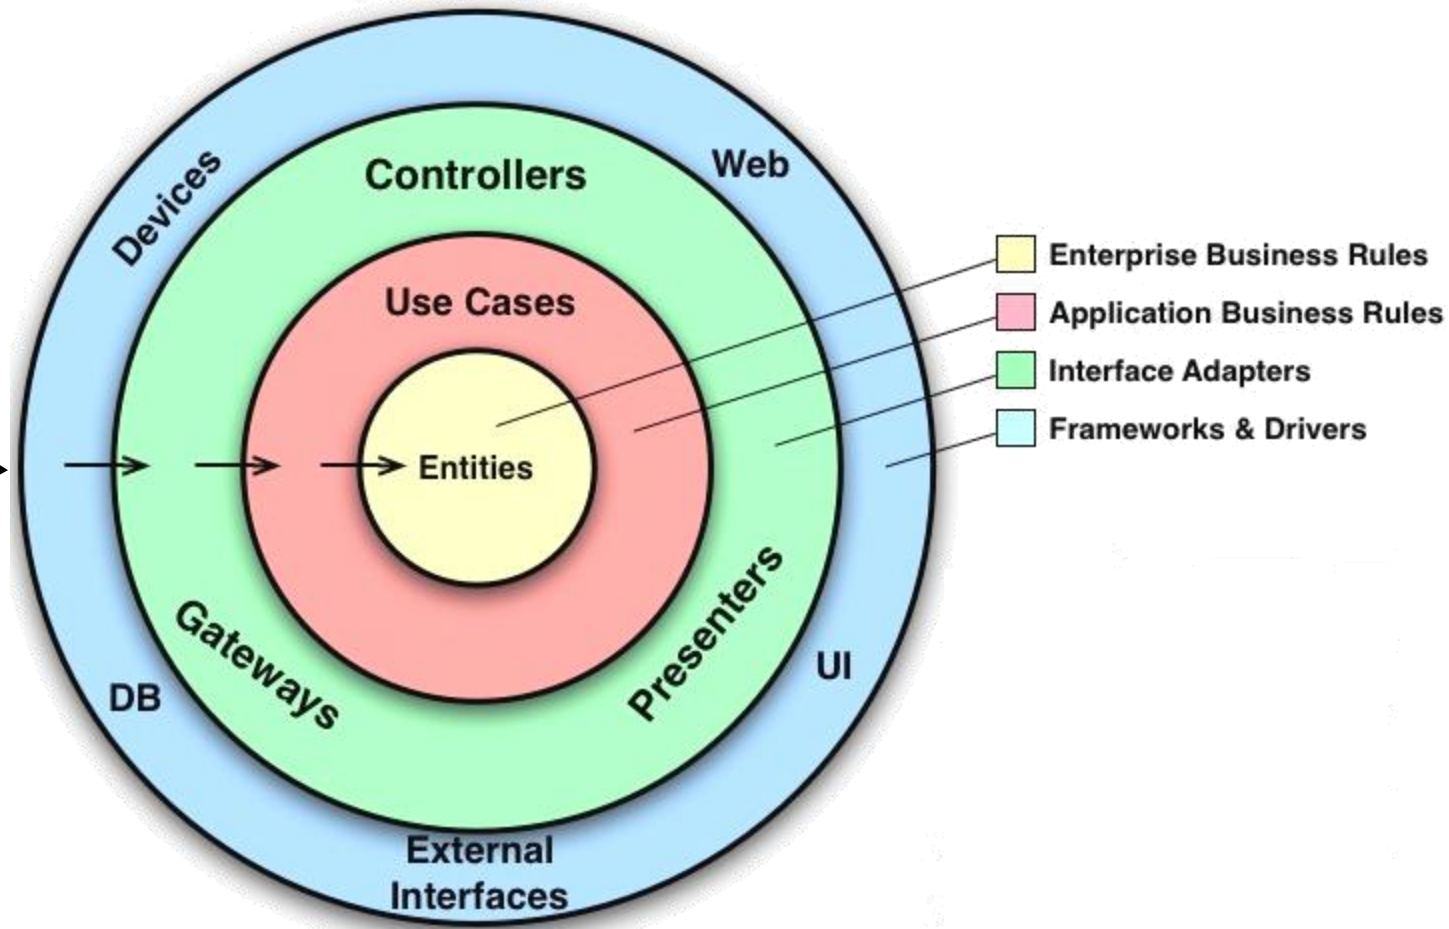 Devices
Web
Controllers
Use Cases
Entities
Gateways
Presenters
DB
UI
External
Interfaces
Enterprise Business Rules
Application Business Rules
Interface Adapters
Frameworks & Drivers